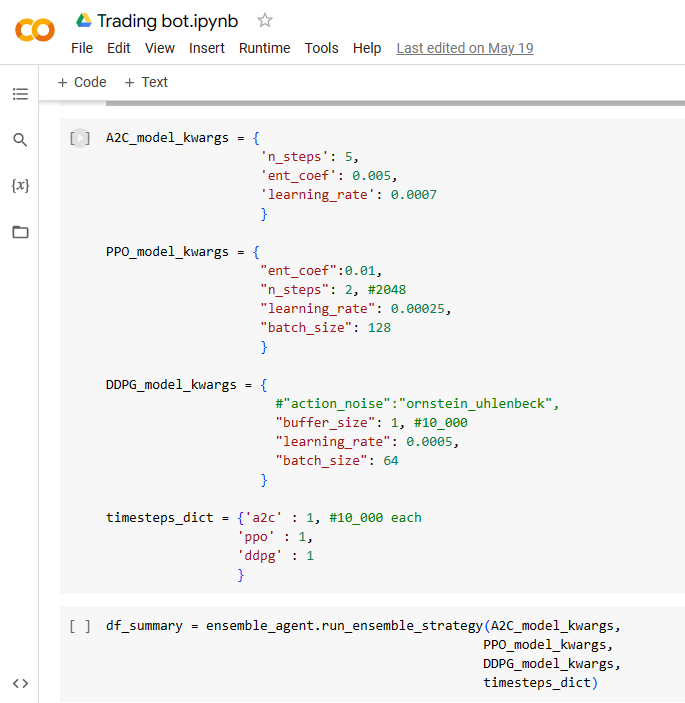 Trading bot.ipynb
File Edit View Insert Runtime Tools Help Last edited on May 19
+ Code + Text
[ ] A2C_model_kwargs = {
'n_steps': 5,
'ent_coef': 0.005,
'learning_rate': 0.0007
}
PPO_model_kwargs = {
"ent_coef":0.01,
"n_steps": 2, #2048
"learning_rate": 0.00025,
"batch_size": 128
}
DDPG_model_kwargs = {
#"action_noise":"ornstein_uhlenbeck",
"buffer_size": 1, #10_000
"learning_rate": 0.0005,
"batch_size": 64
}
timesteps_dict = {'a2c' : 1, #10_000 each
'ppo' : 1,
'ddpg' : 1
}
[ ] df_summary = ensemble_agent.run_ensemble_strategy(A2C_model_kwargs,
PPO_model_kwargs,
DDPG_model_kwargs,
timesteps_dict)